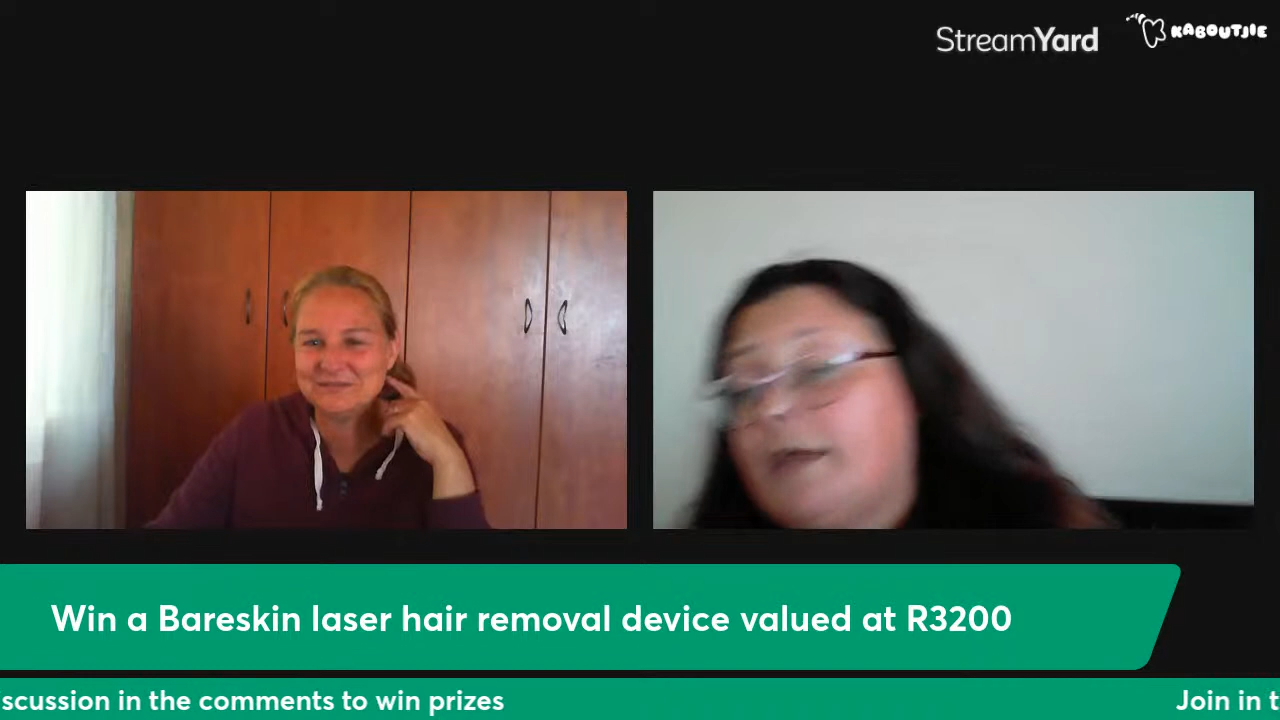 StreamYard
KABOUTJIE
Win a Bareskin laser hair removal device valued at R3200
scussion in the comments to win prizes
Join in t